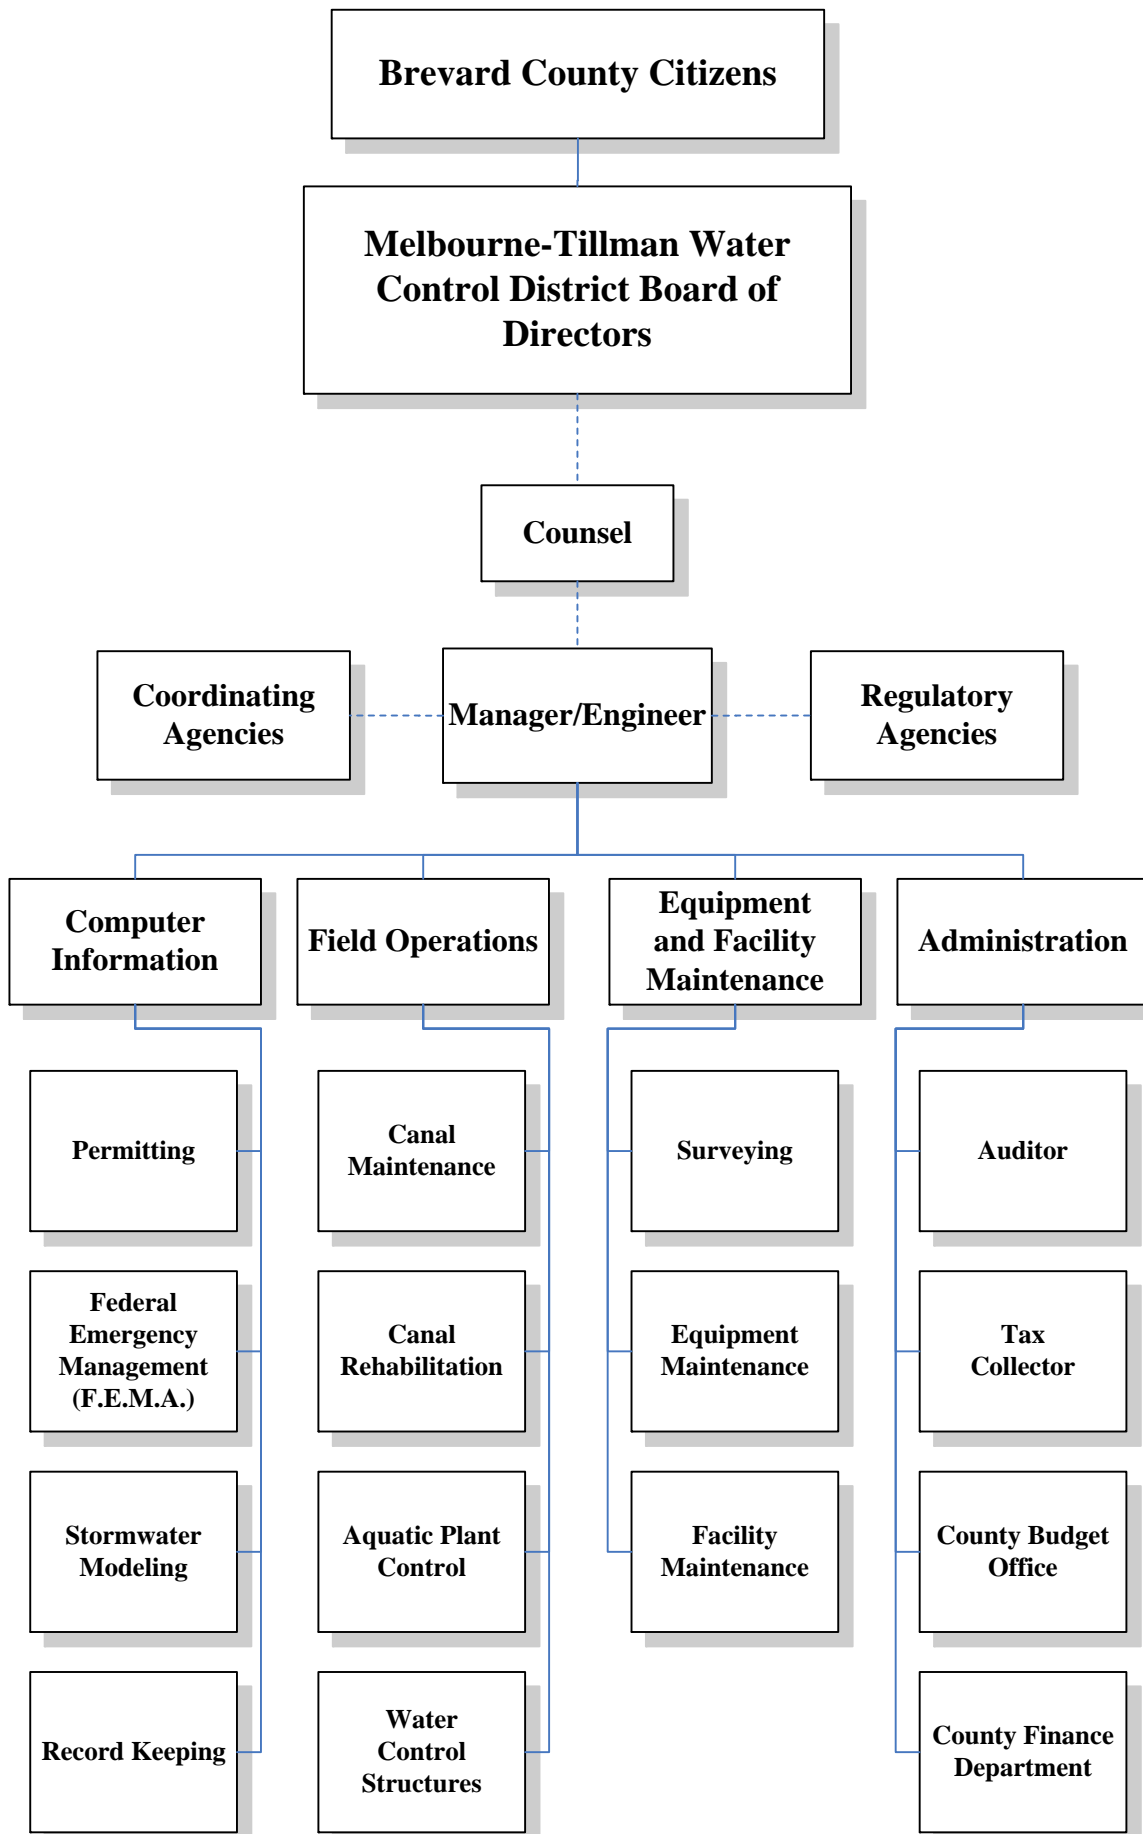 Brevard County Citizens
Melbourne-Tillman Water
Control District Board of
Directors
Counsel
Coordinating
Agencies
Manager/Engineer
Regulatory
Agencies
Computer
Information
Field Operations
Equipment
and Facility
Maintenance
Administration
Permitting
Canal
Maintenance
Surveying
Auditor
Federal
Emergency
Management
(F.E.M.A.)
Canal
Rehabilitation
Equipment
Maintenance
Tax
Collector
Stormwater
Modeling
Aquatic Plant
Control
Facility
Maintenance
County Budget
Office
Record Keeping
Water
Control
Structures
County Finance
Department